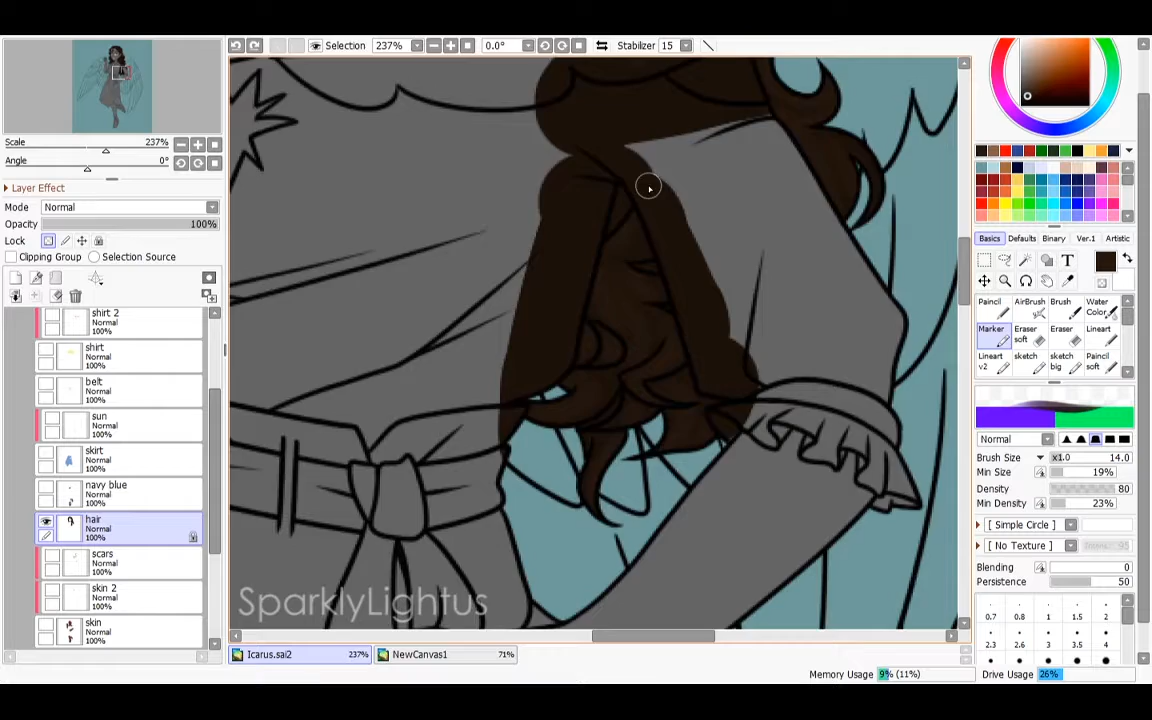 Selection 237% 0.0° Stabilizer 15
Scale 237%
Angle 0°
Layer Effect
Mode Normal
Opacity 100%
Lock
Clipping Group Selection Source
shirt 2
Normal
100%
shirt
Normal
100%
belt
Normal
100%
sun
Normal
100%
skirt
Normal
100%
navy blue
Normal
100%
hair
Normal
100%
scars
Normal
100%
skin 2
Normal
100%
skin
Normal
100%
SparklyLightus
Icarus.sai2 237% NewCanvas1 71%
Basics Defaults Binary Ver.1 Artistic
T
Pancil AirBrush Brush Water Color
Marker Eraser soft Eraser Lineart
Lineart v2 sketch sketch big Pancil soft
Normal
Brush Size x1.0 14.0
Min Size 19%
Density 80
Min Density 23%
[ Simple Circle ]
[ No Texture ]
Blending 0
Persistence 50
0.7 0.8 1 1.5 2
2.3 2.6 3 3.5 4
Memory Usage 9% (11%) Drive Usage 26%